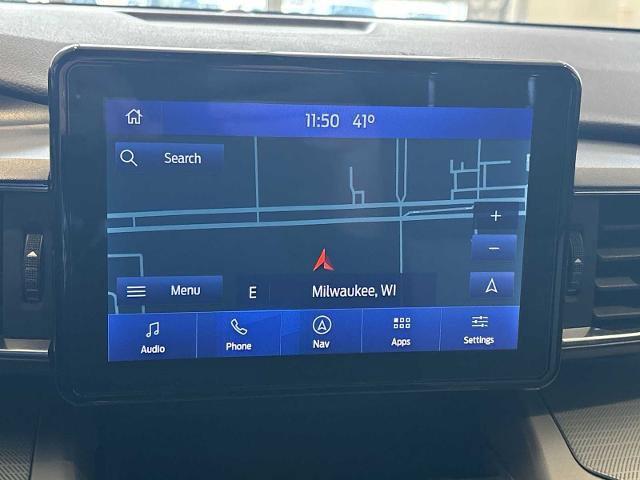 11:50 41°
Search
+
−
Menu E Milwaukee, WI
Audio Phone Nav Apps Settings